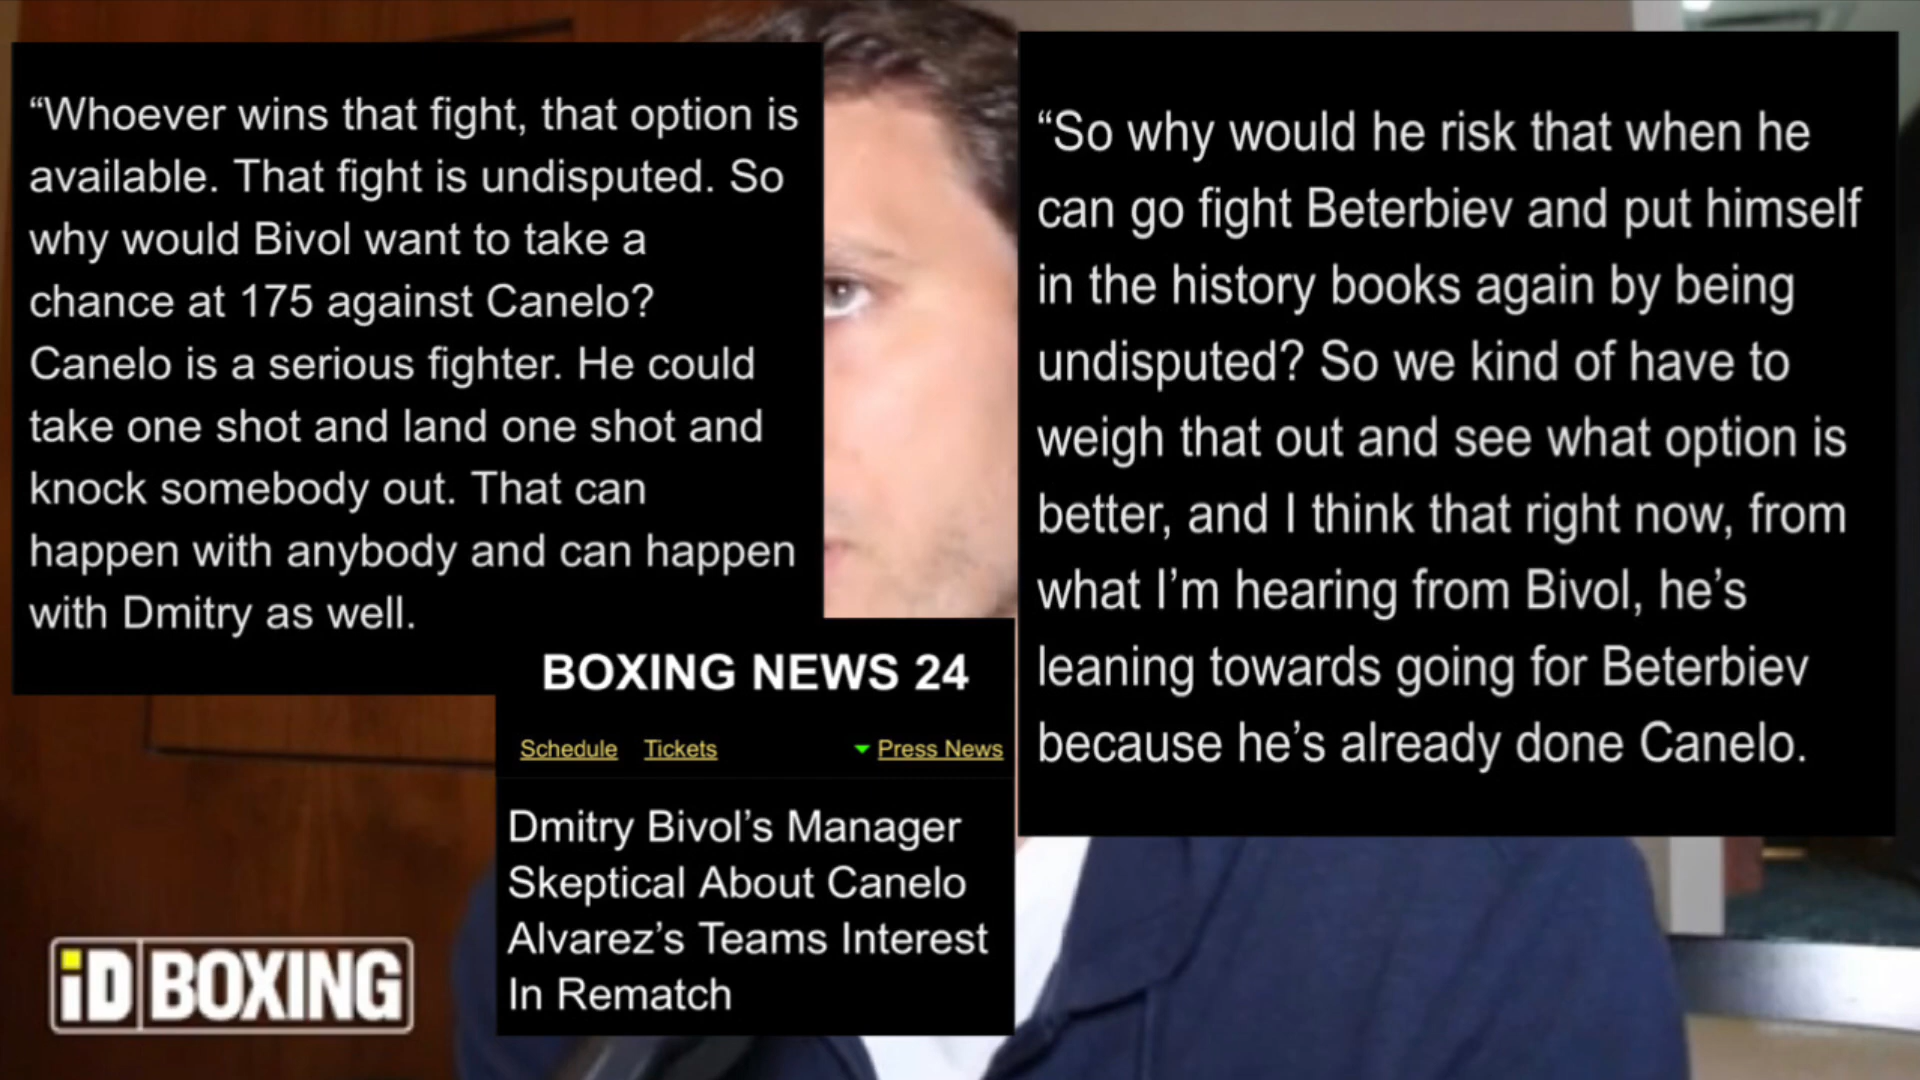 “Whoever wins that fight, that option is
available. That fight is undisputed. So
why would Bivol want to take a
chance at 175 against Canelo?
Canelo is a serious fighter. He could
take one shot and land one shot and
knock somebody out. That can
happen with anybody and can happen
with Dmitry as well.
“So why would he risk that when he
can go fight Beterbiev and put himself
in the history books again by being
undisputed? So we kind of have to
weigh that out and see what option is
better, and I think that right now, from
what I’m hearing from Bivol, he’s
leaning towards going for Beterbiev
because he’s already done Canelo.
BOXING NEWS 24
Schedule Tickets Press News
Dmitry Bivol’s Manager
Skeptical About Canelo
Alvarez’s Teams Interest
In Rematch
iD BOXING